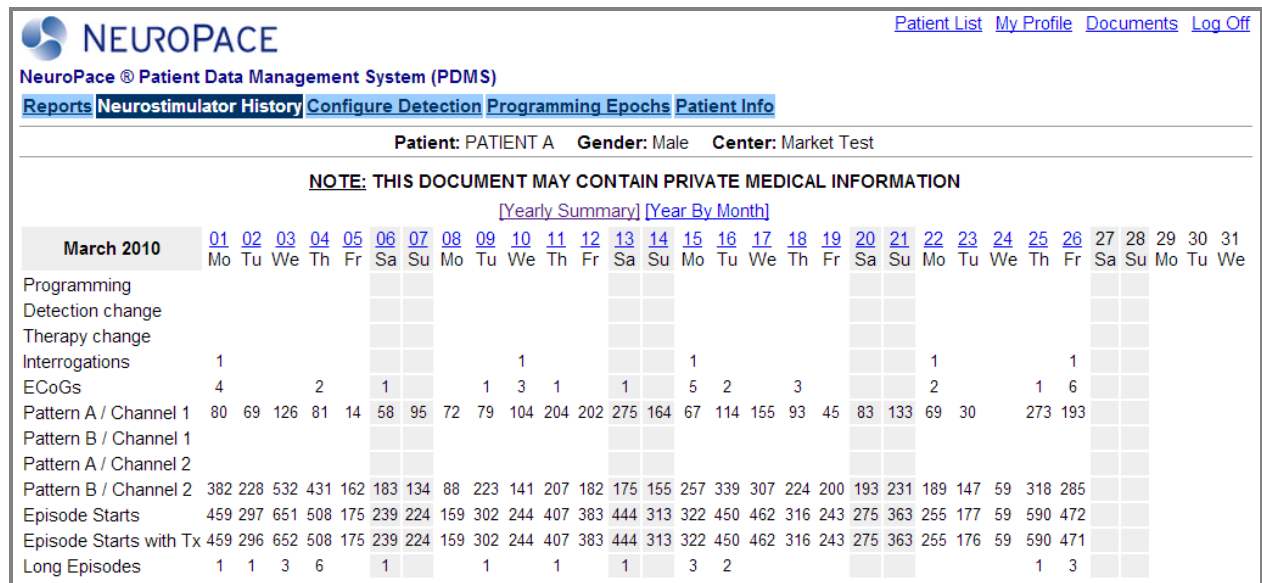 Patient List My Profile Documents Log Off
NEUROPACE
NeuroPace ® Patient Data Management System (PDMS)
Reports Neurostimulator History Configure Detection Programming Epochs Patient Info
Patient: PATIENT A Gender: Male Center: Market Test
NOTE: THIS DOCUMENT MAY CONTAIN PRIVATE MEDICAL INFORMATION
[Yearly Summary] [Year By Month]
March 2010 01 02 03 04 05 06 07 08 09 10 11 12 13 14 15 16 17 18 19 20 21 22 23 24 25 26 27 28 29 30 31
Mo Tu We Th Fr Sa Su Mo Tu We Th Fr Sa Su Mo Tu We Th Fr Sa Su Mo Tu We Th Fr Sa Su Mo Tu We
Programming
Detection change
Therapy change
Interrogations 1 1 1 1 1
ECoGs 4 2 1 1 3 1 1 5 2 3 2 1 6
Pattern A / Channel 1 80 69 126 81 14 58 95 72 79 104 204 202 275 164 67 114 155 93 45 83 133 69 30 273 193
Pattern B / Channel 1
Pattern A / Channel 2
Pattern B / Channel 2 382 228 532 431 162 183 134 88 223 141 207 182 175 155 257 339 307 224 200 193 231 189 147 59 318 285
Episode Starts 459 297 651 508 175 239 224 159 302 244 407 383 444 313 322 450 462 316 243 275 363 255 177 59 590 472
Episode Starts with Tx 459 296 652 508 175 239 224 159 302 244 407 383 444 313 322 450 462 316 243 275 363 255 176 59 590 471
Long Episodes 1 1 3 6 1 1 1 1 3 2 1 3